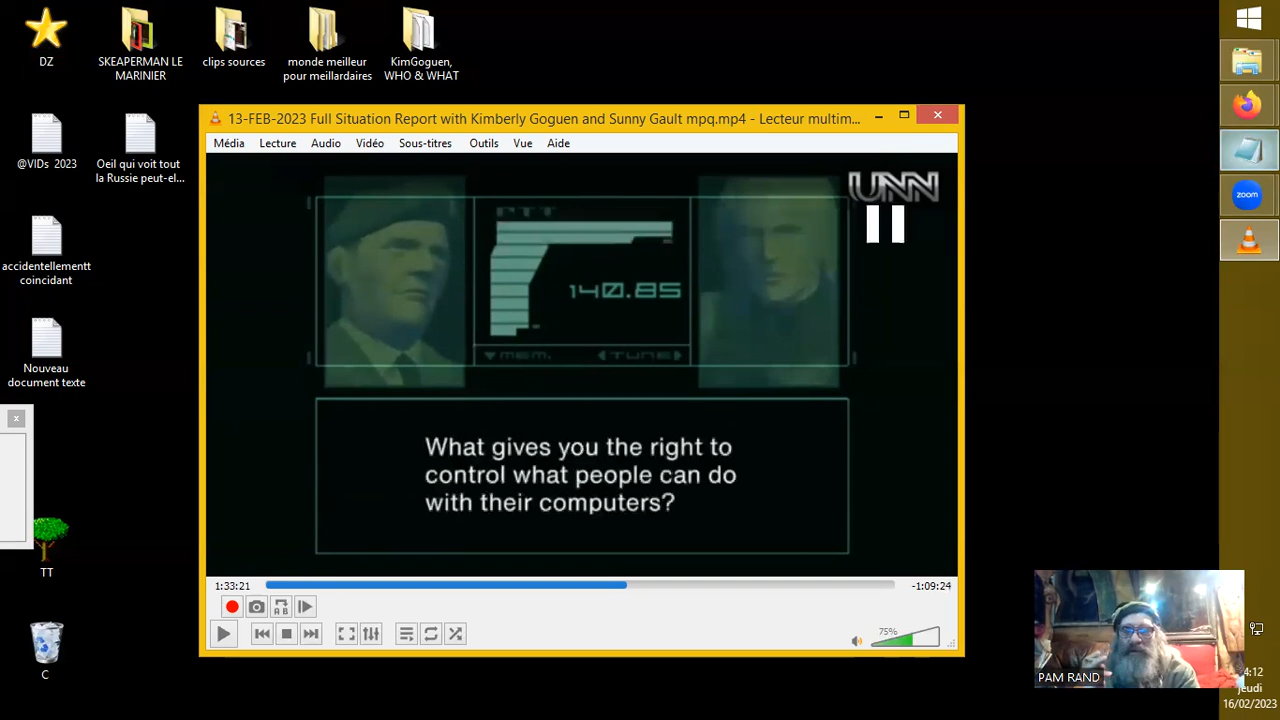 DZ
SKEAPERMAN LE
MARINIER
clips sources
monde meilleur
pour meillardaires
KimGoguen,
WHO & WHAT
@VIDs 2023
Oeil qui voit tout
la Russie peut-el...
accidentellementt
coincidant
Nouveau
document texte
x
TT
C
13-FEB-2023 Full Situation Report with Kimberly Goguen and Sunny Gault mpq.mp4 - Lecteur multim...
Média Lecture Audio Vidéo Sous-titres Outils Vue Aide
UNN
PTT
140.85
MEM.
TUNE
What gives you the right to
control what people can do
with their computers?
1:33:21
-1:09:24
AB
75%
zoom
PAM RAND
4:12
jeudi
16/02/2023